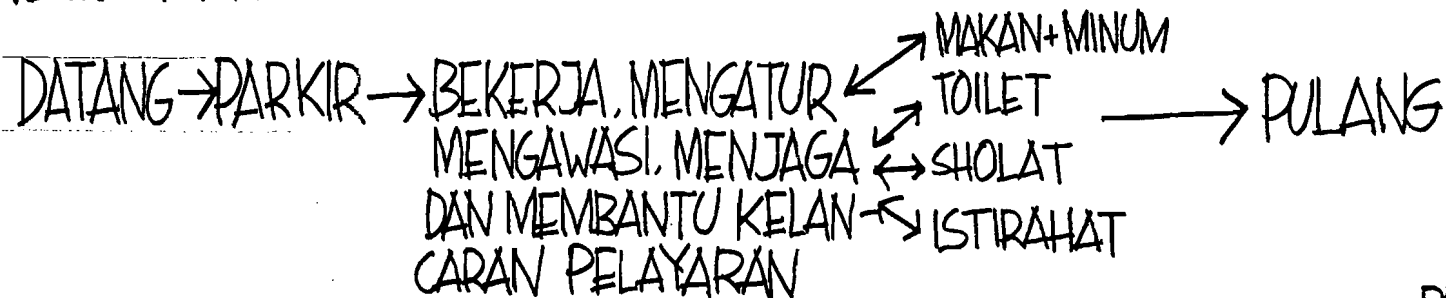 DATANG → PARKIR → BEKERJA, MENGATUR
MENGAWASI, MENJAGA
DAN MEMBANTU KELAN-
CARAN PELAYARAN
MAKAN+MINUM
TOILET
SHOLAT
ISTIRAHAT
→ PULANG